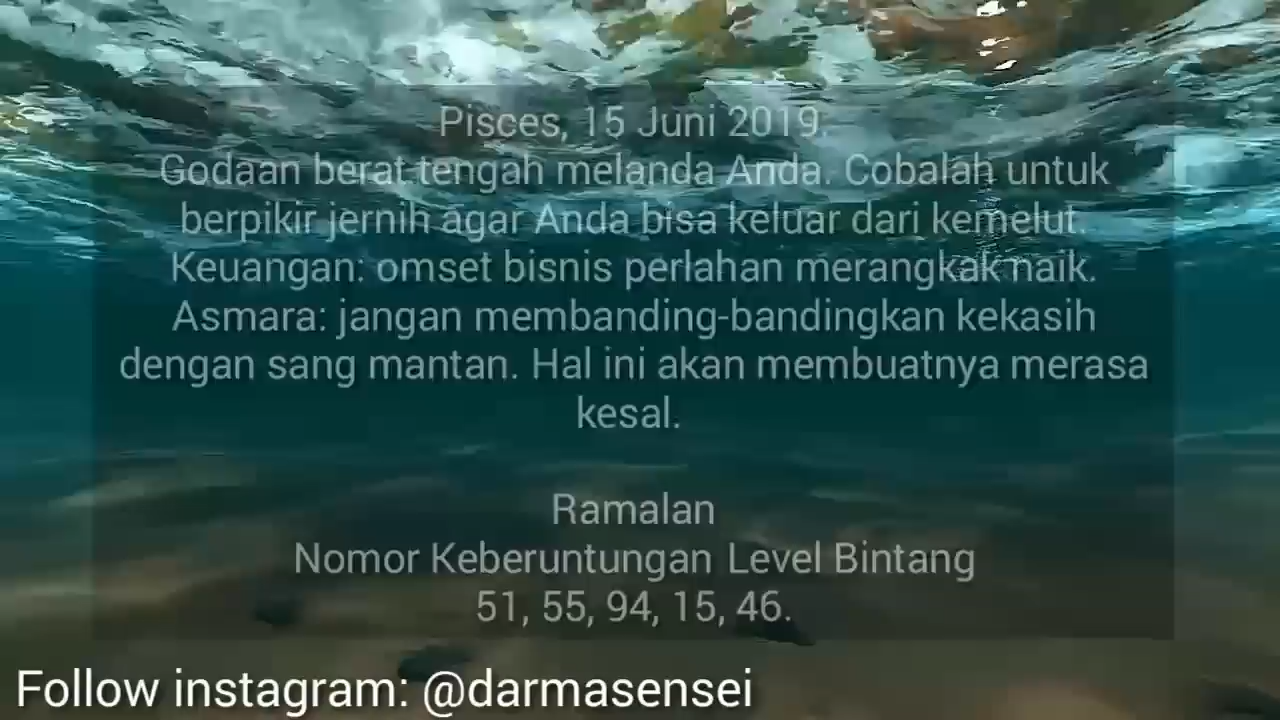 Pisces, 15 Juni 2019.
Godaan berat tengah melanda Anda. Cobalah untuk
berpikir jernih agar Anda bisa keluar dari kemelut.
Keuangan: omset bisnis perlahan merangkak naik.
Asmara: jangan membanding-bandingkan kekasih
dengan sang mantan. Hal ini akan membuatnya merasa
kesal.
Ramalan
Nomor Keberuntungan Level Bintang
51, 55, 94, 15, 46.
Follow instagram: @darmasensei